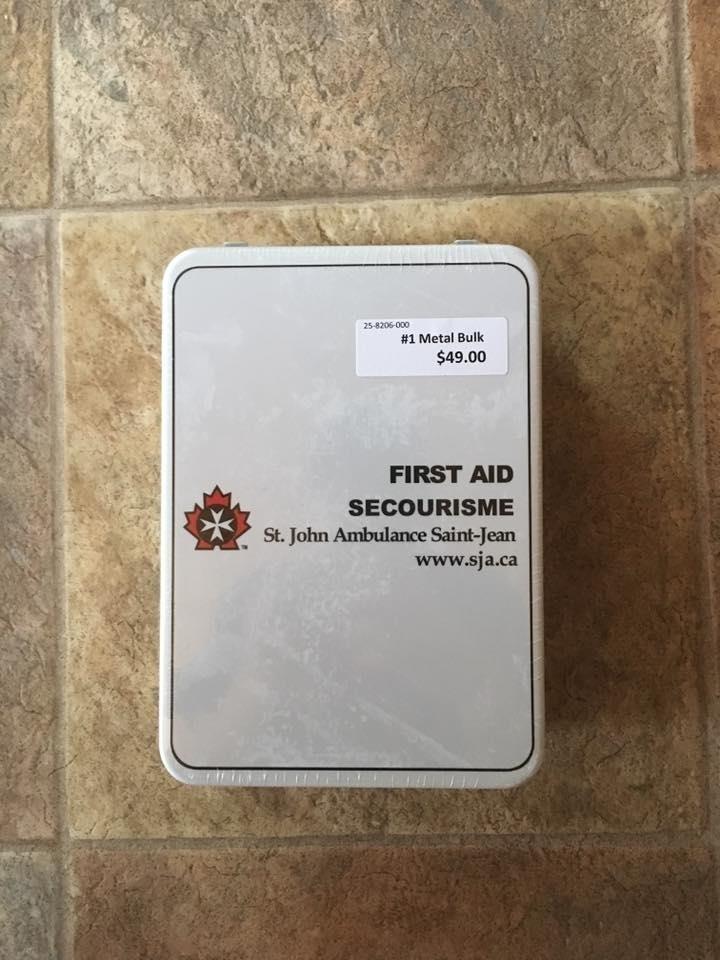 25-8206-000
#1 Metal Bulk
$49.00
FIRST AID
SECOURISME
St. John Ambulance Saint-Jean
www.sja.ca
TM